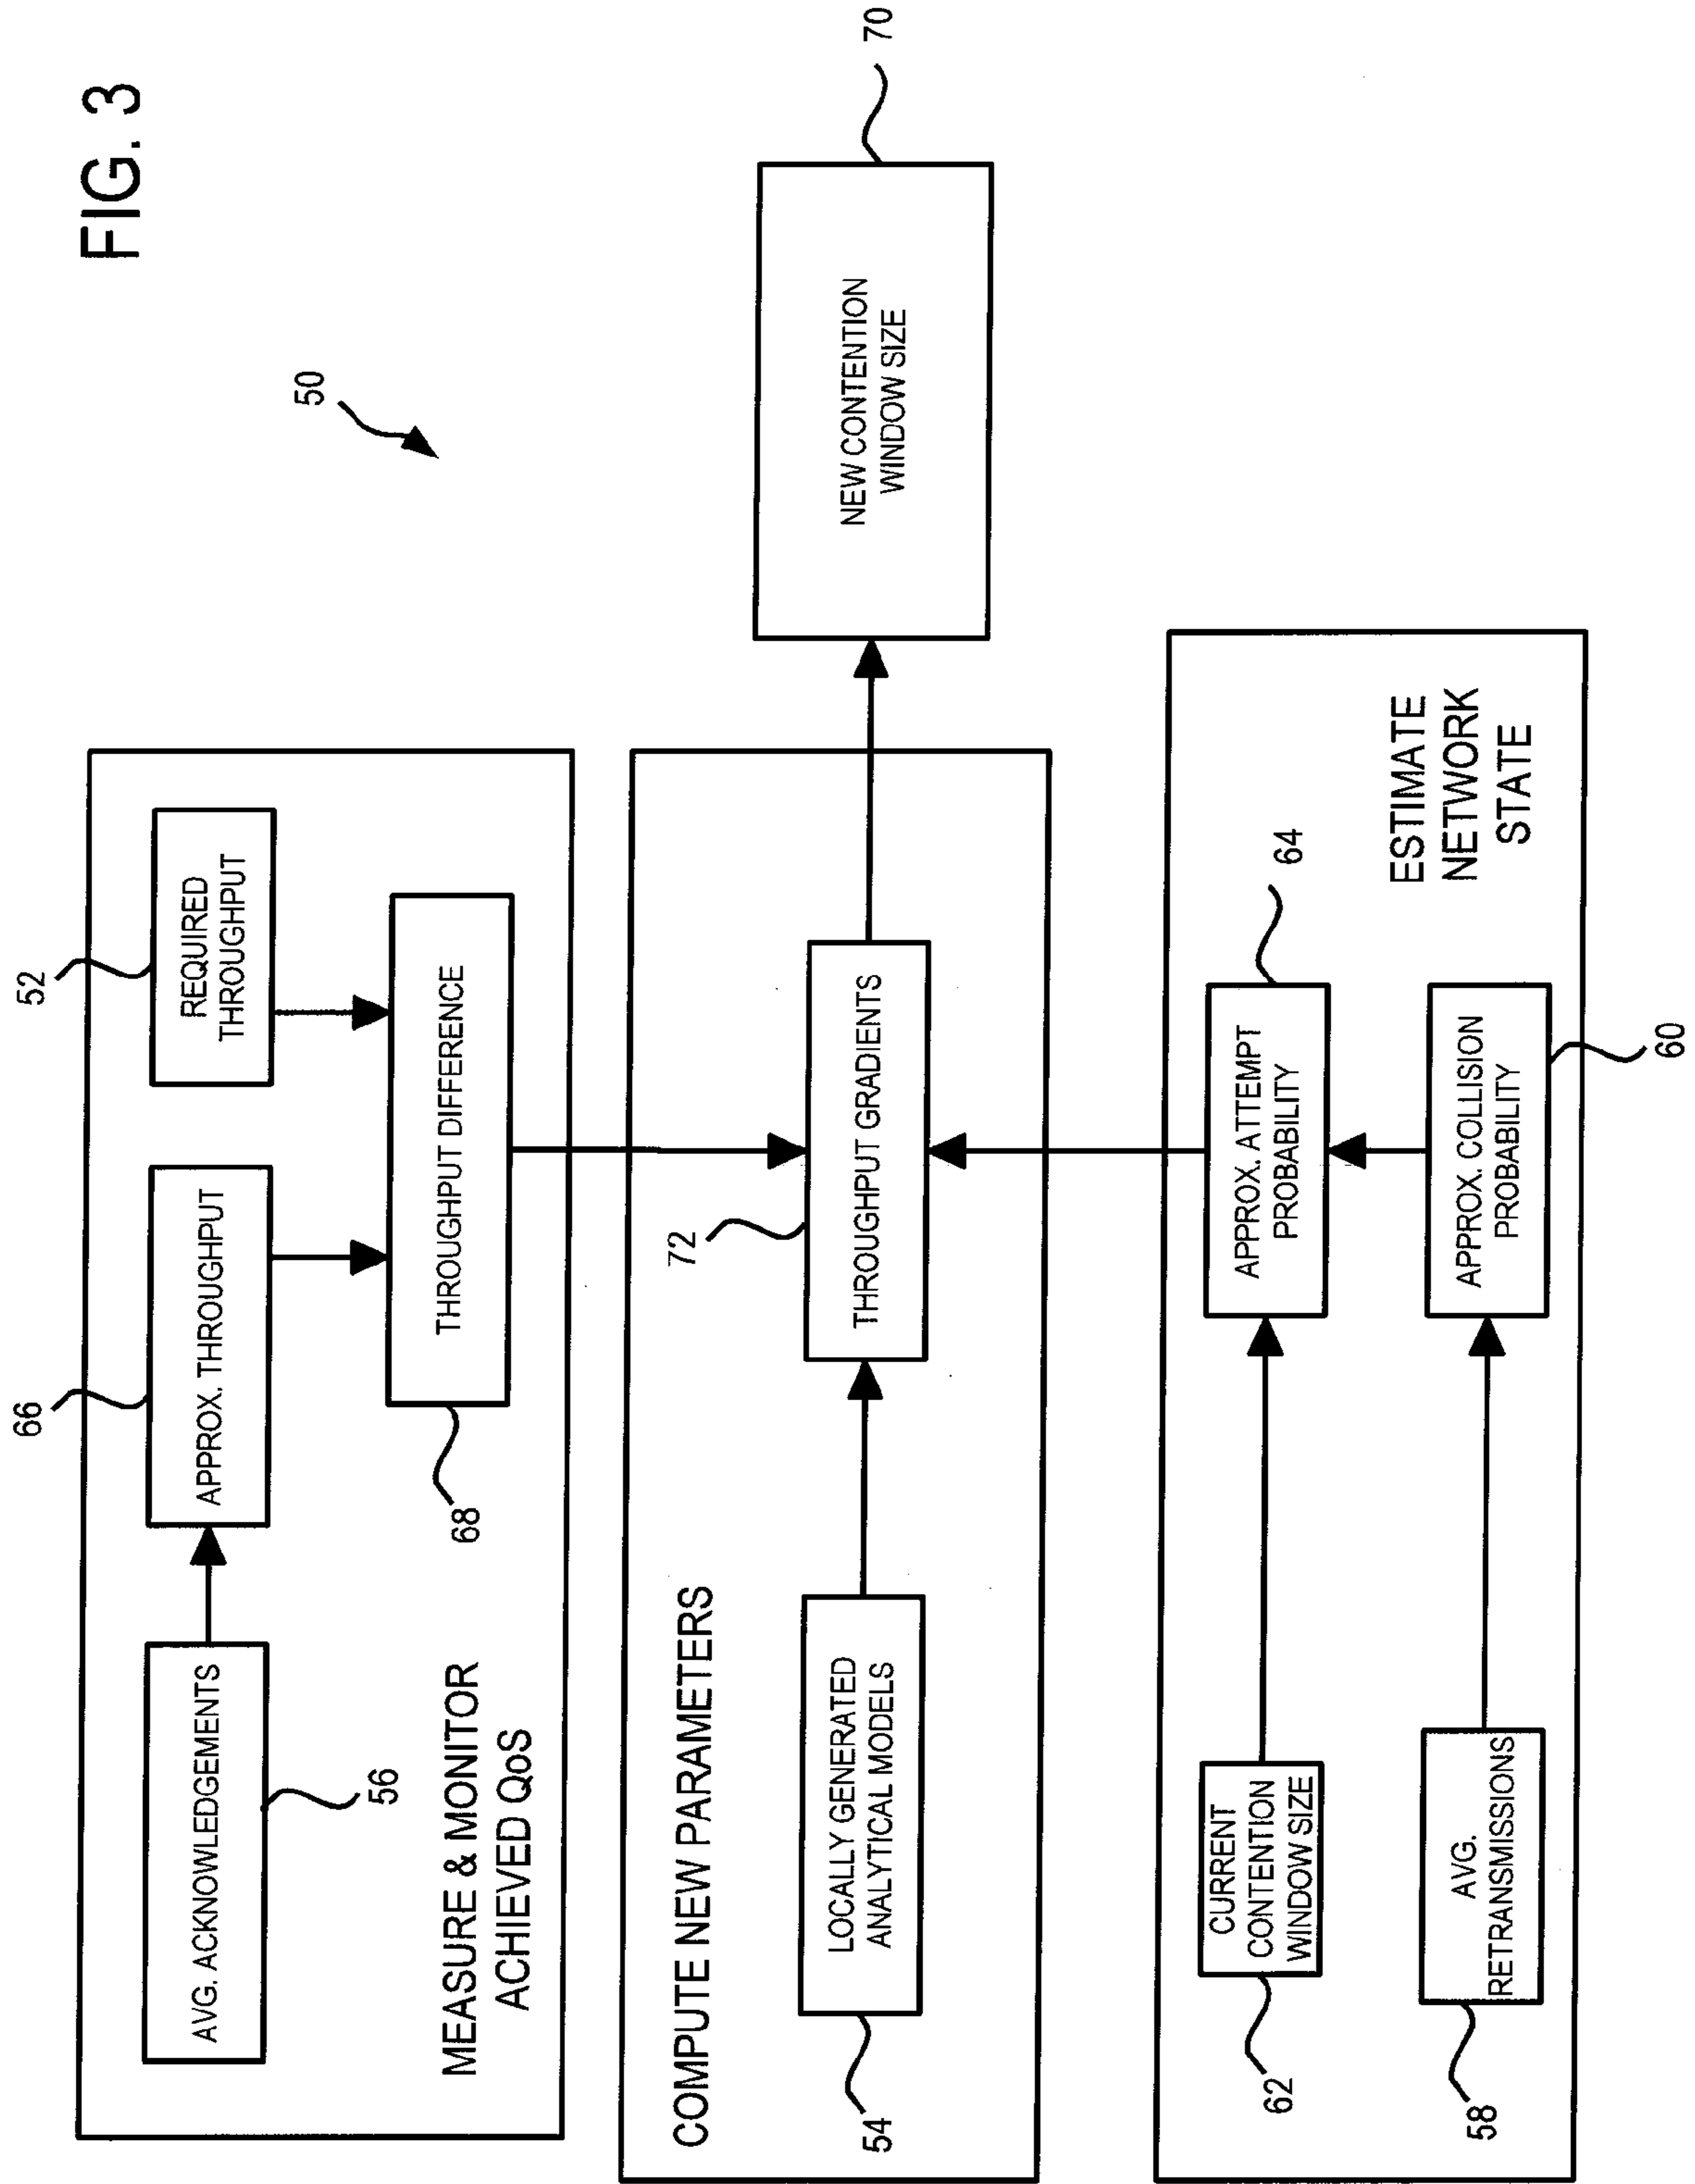 FIG. 3
50
52
66
REQUIRED
THROUGHPUT
APPROX. THROUGHPUT
AVG. ACKNOWLEDGEMENTS
THROUGHPUT DIFFERENCE
68
56
MEASURE & MONITOR
ACHIEVED QoS
COMPUTE NEW PARAMETERS
LOCALLY GENERATED
ANALYTICAL MODELS
54
72
THROUGHPUT GRADIENTS
NEW CONTENTION
WINDOW SIZE
70
CURRENT
CONTENTION
WINDOW SIZE
62
APPROX. ATTEMPT
PROBABILITY
64
AVG.
RETRANSMISSIONS
58
APPROX. COLLISION
PROBABILITY
60
ESTIMATE
NETWORK
STATE